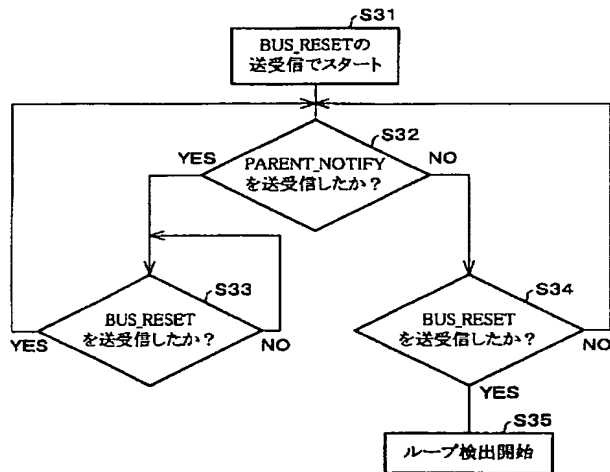 S31
BUS_RESETの
送受信でスタート
S32
YES
NO
PARENT_NOTIFY
を送受信したか？
S33
S34
BUS_RESET
を送受信したか？
YES
NO
BUS_RESET
を送受信したか？
NO
YES
S35
ループ検出開始